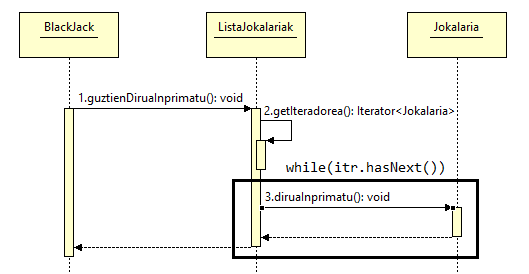 BlackJack
ListaJokalariak
Jokalaria
1.guztienDiruaInprimatu(): void
2.getIteradorea(): Iterator<Jokalaria>
while(itr.hasNext())
3.diruaInprimatu(): void